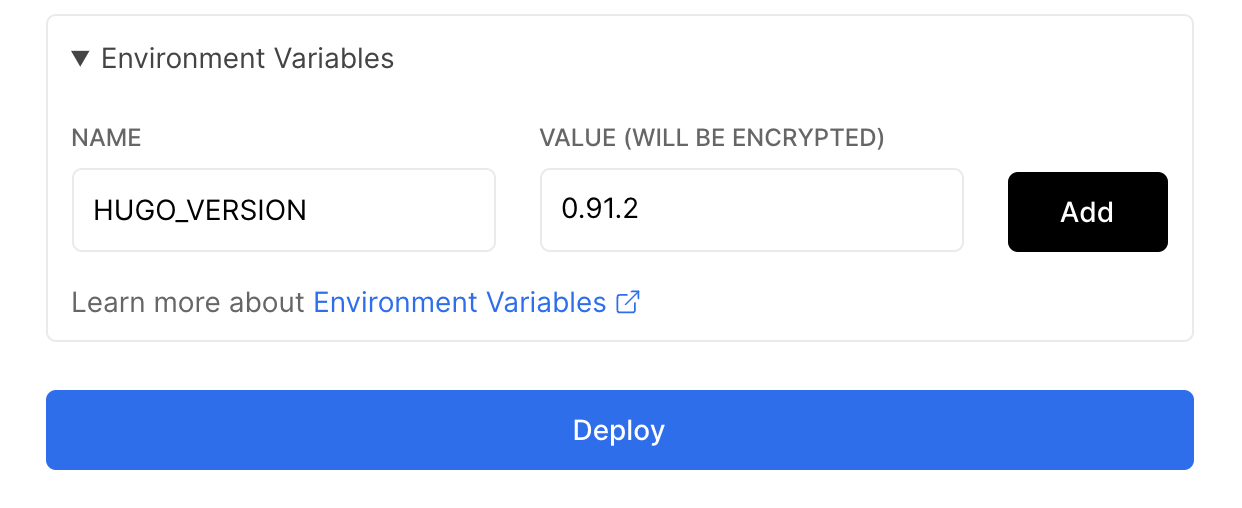 ▼ Environment Variables
NAME VALUE (WILL BE ENCRYPTED)
HUGO_VERSION 0.91.2 Add
Learn more about Environment Variables
Deploy